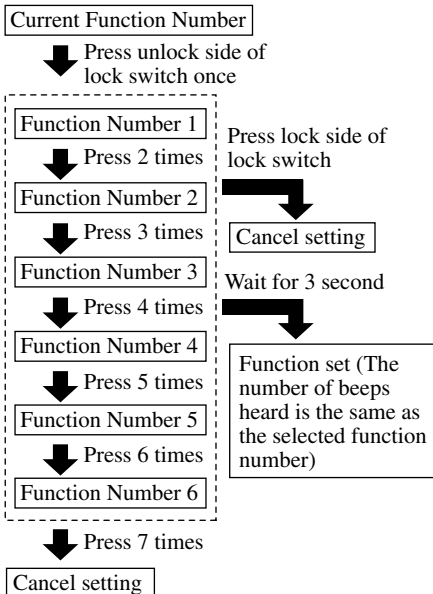 Current Function Number
Press unlock side of
lock switch once
Function Number 1
Press 2 times
Function Number 2
Press 3 times
Function Number 3
Press 4 times
Function Number 4
Press 5 times
Function Number 5
Press 6 times
Function Number 6
Press 7 times
Cancel setting
Press lock side of
lock switch
Cancel setting
Wait for 3 second
Function set (The
number of beeps
heard is the same as
the selected function
number)